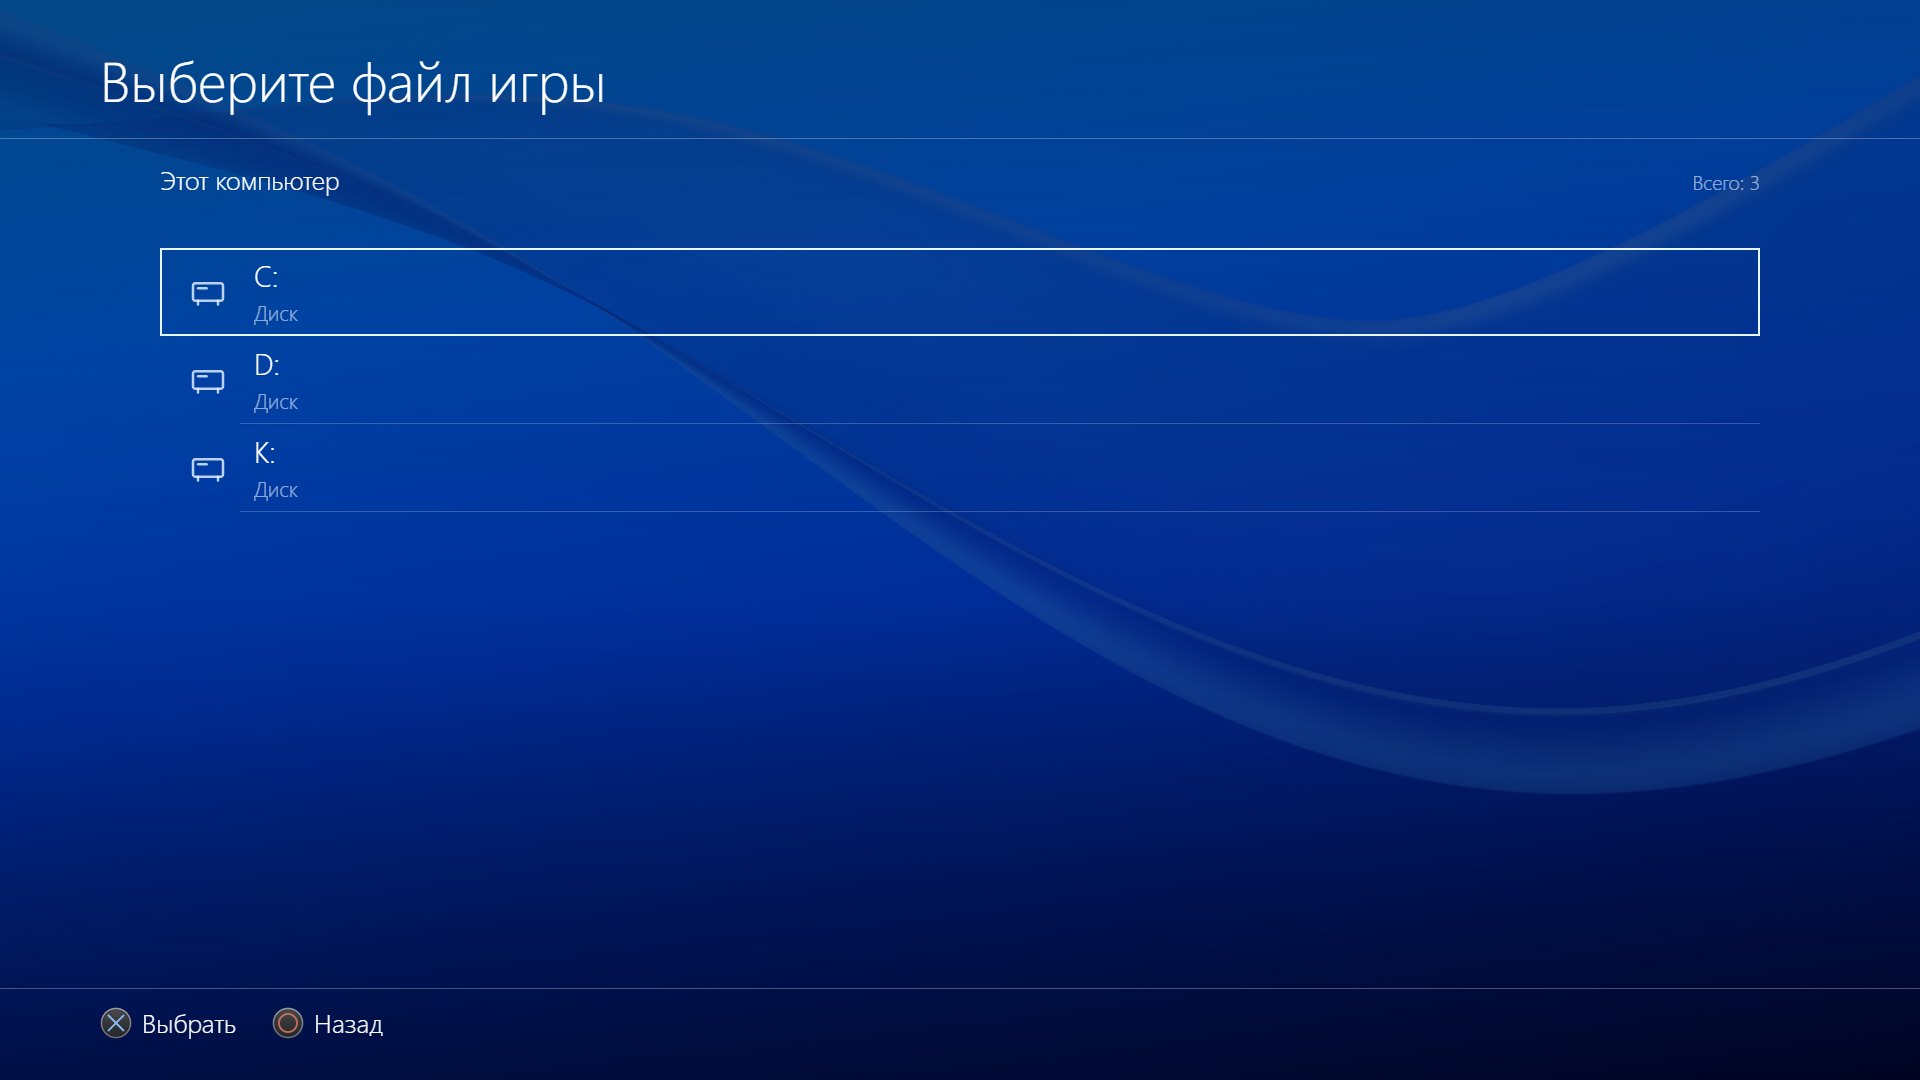 Выберите файл игры
Этот компьютер
Всего: 3
C:
Диск
D:
Диск
K:
Диск
Выбрать
Назад